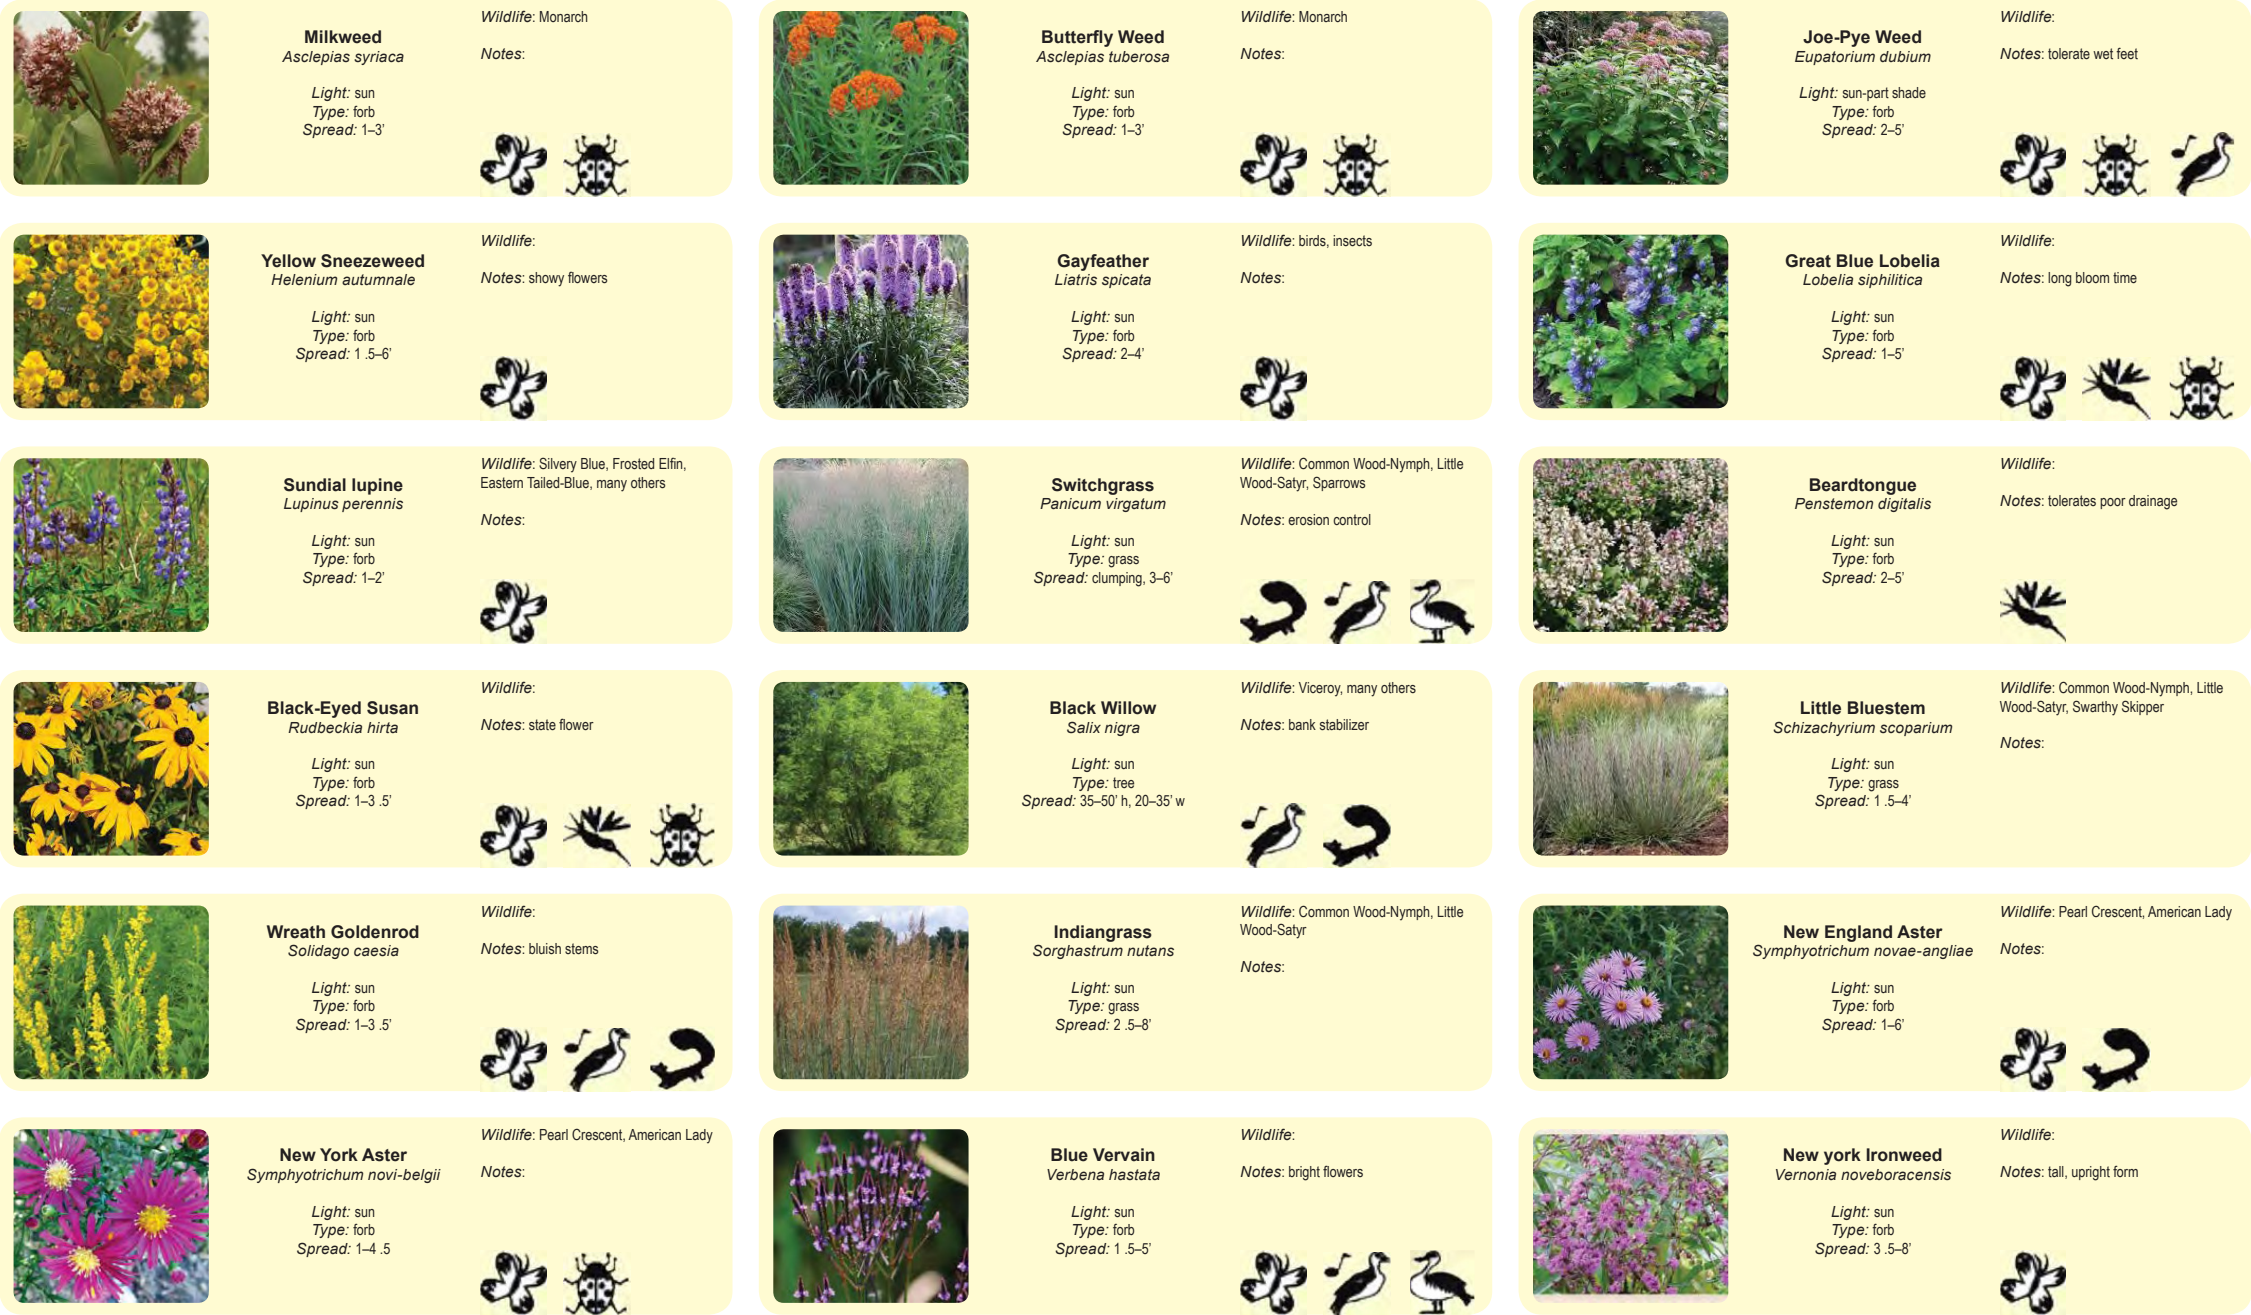 Milkweed
Asclepias syriaca
Light: sun
Type: forb
Spread: 1–3’
Wildlife: Monarch
Notes:
Butterfly Weed
Asclepias tuberosa
Light: sun
Type: forb
Spread: 1–3’
Wildlife: Monarch
Notes:
Joe-Pye Weed
Eupatorium dubium
Light: sun-part shade
Type: forb
Spread: 2–5’
Wildlife:
Notes: tolerate wet feet
Yellow Sneezeweed
Helenium autumnale
Light: sun
Type: forb
Spread: 1 .5–6’
Wildlife:
Notes: showy flowers
Gayfeather
Liatris spicata
Light: sun
Type: forb
Spread: 2–4’
Wildlife: birds, insects
Notes:
Great Blue Lobelia
Lobelia siphilitica
Light: sun
Type: forb
Spread: 1–5’
Wildlife:
Notes: long bloom time
Sundial lupine
Lupinus perennis
Light: sun
Type: forb
Spread: 1–2’
Wildlife: Silvery Blue, Frosted Elfin,
Eastern Tailed-Blue, many others
Notes:
Switchgrass
Panicum virgatum
Light: sun
Type: grass
Spread: clumping, 3–6’
Wildlife: Common Wood-Nymph, Little
Wood-Satyr, Sparrows
Notes: erosion control
Beardtongue
Penstemon digitalis
Light: sun
Type: forb
Spread: 2–5’
Wildlife:
Notes: tolerates poor drainage
Black-Eyed Susan
Rudbeckia hirta
Light: sun
Type: forb
Spread: 1–3 .5’
Wildlife:
Notes: state flower
Black Willow
Salix nigra
Light: sun
Type: tree
Spread: 35–50’ h, 20–35’ w
Wildlife: Viceroy, many others
Notes: bank stabilizer
Little Bluestem
Schizachyrium scoparium
Light: sun
Type: grass
Spread: 1 .5–4’
Wildlife: Common Wood-Nymph, Little
Wood-Satyr, Swarthy Skipper
Notes:
Wreath Goldenrod
Solidago caesia
Light: sun
Type: forb
Spread: 1–3 .5’
Wildlife:
Notes: bluish stems
Indiangrass
Sorghastrum nutans
Light: sun
Type: grass
Spread: 2 .5–8’
Wildlife: Common Wood-Nymph, Little
Wood-Satyr
Notes:
New England Aster
Symphyotrichum novae-angliae
Light: sun
Type: forb
Spread: 1–6’
Wildlife: Pearl Crescent, American Lady
Notes:
New York Aster
Symphyotrichum novi-belgii
Light: sun
Type: forb
Spread: 1–4 .5
Wildlife: Pearl Crescent, American Lady
Notes:
Blue Vervain
Verbena hastata
Light: sun
Type: forb
Spread: 1 .5–5’
Wildlife:
Notes: bright flowers
New york Ironweed
Vernonia noveboracensis
Light: sun
Type: forb
Spread: 3 .5–8’
Wildlife:
Notes: tall, upright form